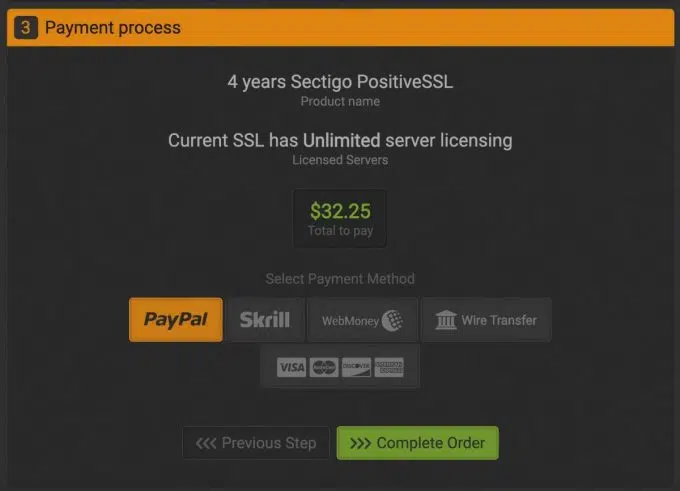 3 Payment process
4 years Sectigo PositiveSSL
Product name
Current SSL has Unlimited server licensing
Licensed Servers
$32.25
Total to pay
Select Payment Method
PayPal Skrill WebMoney Wire Transfer
VISA MasterCard DISCOVER AMERICAN EXPRESS
<<< Previous Step >>> Complete Order